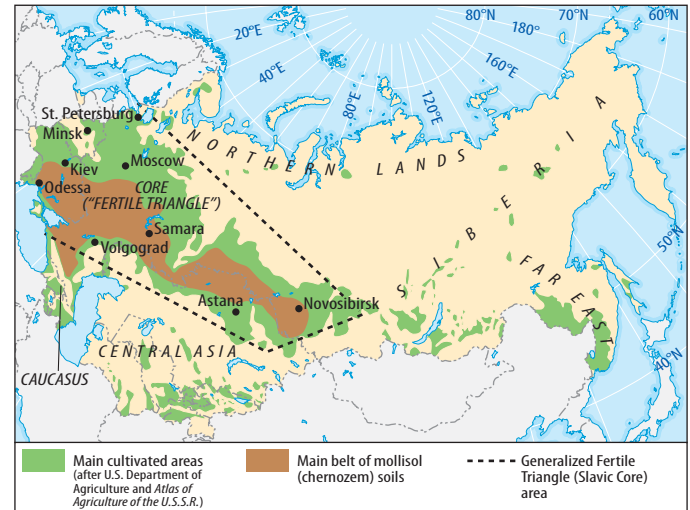 80°N
70°N
60°N
180°
20°E
160°E
40°E
80°E
120°E
St. Petersburg
Minsk
NORTHERN LANDS
SIBERIA
Moscow
Kiev
Odessa
CORE
("FERTILE TRIANGLE")
Samara
50°N
Volgograd
FAR EAST
Astana
Novosibirsk
CENTRAL ASIA
40°N
CAUCASUS
Main cultivated areas
(after U.S. Department of
Agriculture and Atlas of
Agriculture of the U.S.S.R.)
Main belt of mollisol
(chernozem) soils
Generalized Fertile
Triangle (Slavic Core)
area